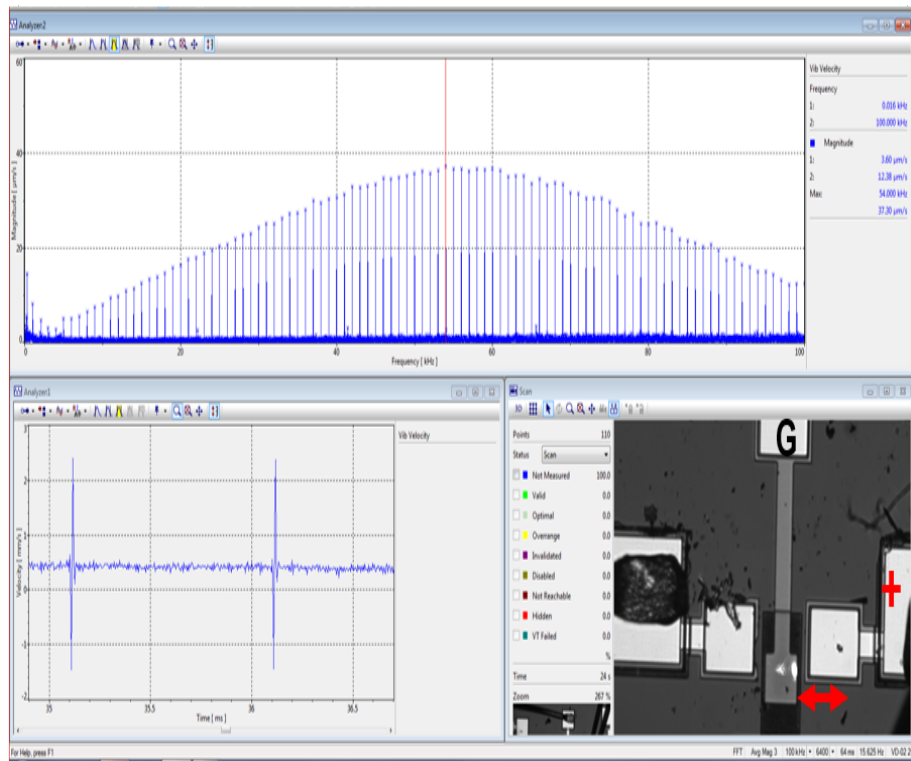 Analyzer2
60
40
20
0
Magnitude [ µm/s ]
0 20 40 60 80 100
Frequency [ kHz ]
Vib Velocity
Frequency
1: 0.016 kHz
2: 100.000 kHz
Magnitude
1: 3.60 µm/s
2: 12.38 µm/s
Max: 54.000 kHz
37.20 µm/s
Analyzer1
3
2
1
0
-1
-2
Velocity [ mm/s ]
35 35.5 36 36.5
Time [ ms ]
Vib Velocity
Scan
3D
Points 110
Status Scan
Not Measured 100.0
Valid 0.0
Optimal 0.0
Overrange 0.0
Invalidated 0.0
Disabled 0.0
Not Reachable 0.0
Hidden 0.0
VT Failed 0.0
%
Time 24 s
Zoom 267 %
G
+
For Help, press F1
FFT Avg Mag 3 100 kHz 6400 64 ms 15.625 Hz VD-02 2